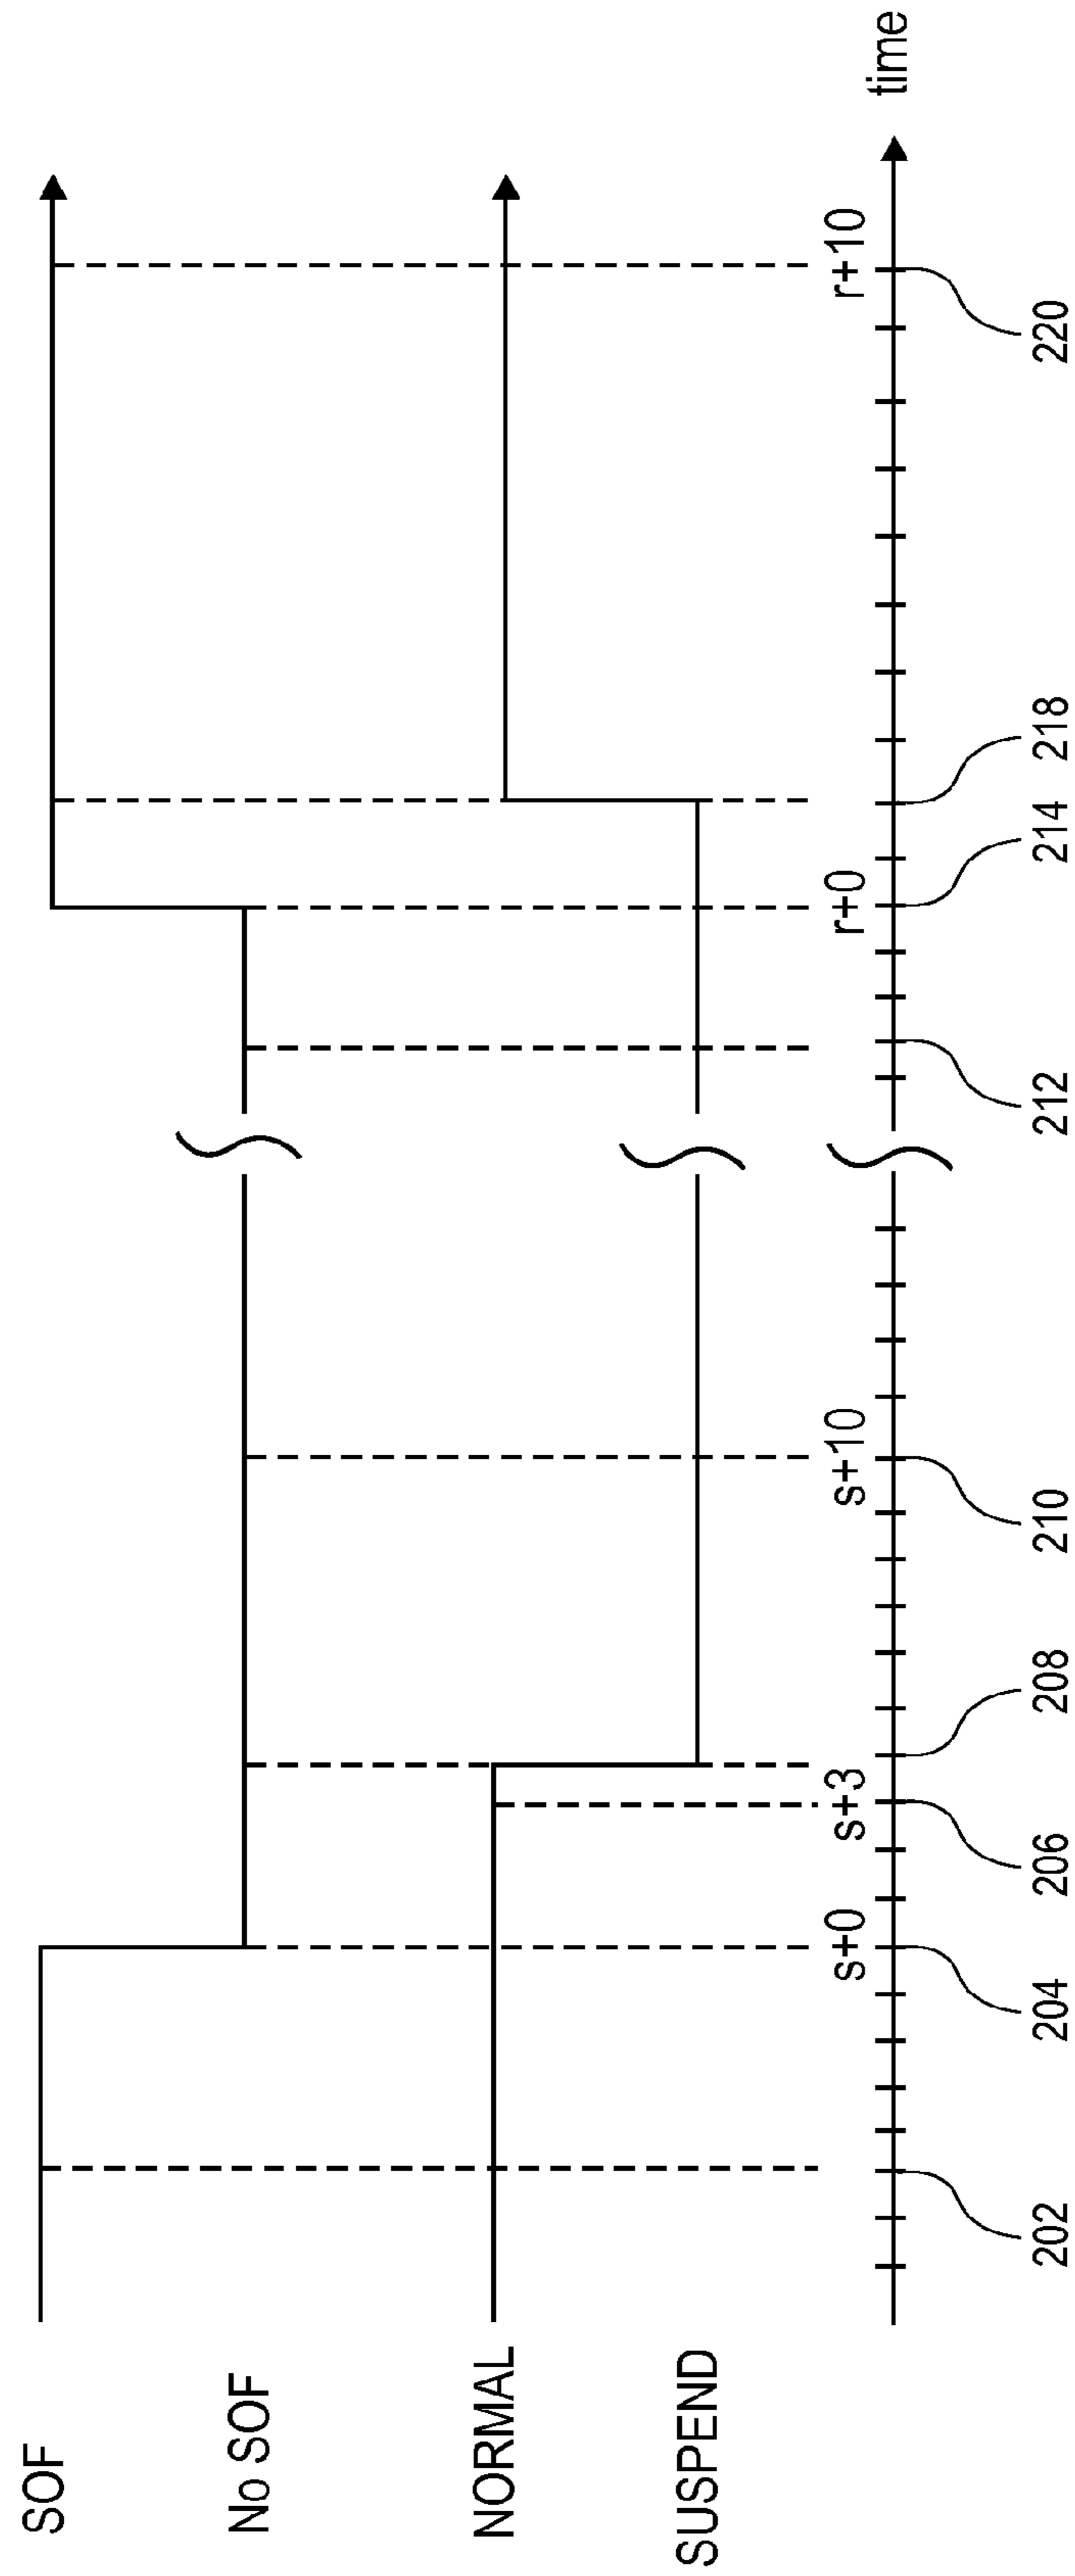 SOF
No SOF
NORMAL
SUSPEND
s+0 s+3 s+10 r+0 r+10
time
202 204 206 208 210 212 214 218 220